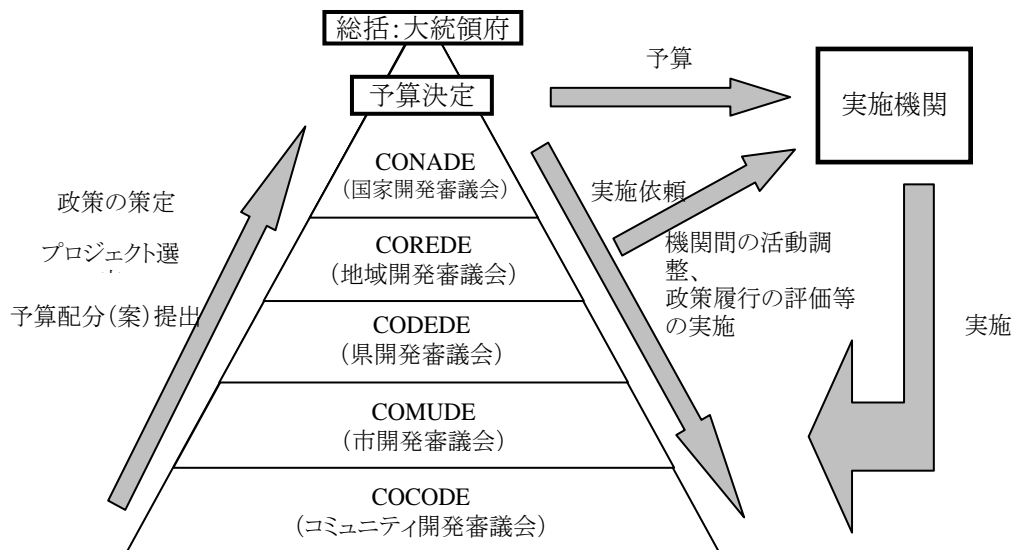 総括:大統領府
予算決定
予算
実施機関
CONADE
(国家開発審議会)
実施依頼
政策の策定
プロジェクト選
予算配分(案)提出
COREDE
(地域開発審議会)
機関間の活動調
整、
政策履行の評価等
の実施
CODEDE
(県開発審議会)
実施
COMUDE
(市開発審議会)
COCODE
(コミュニティ開発審議会)